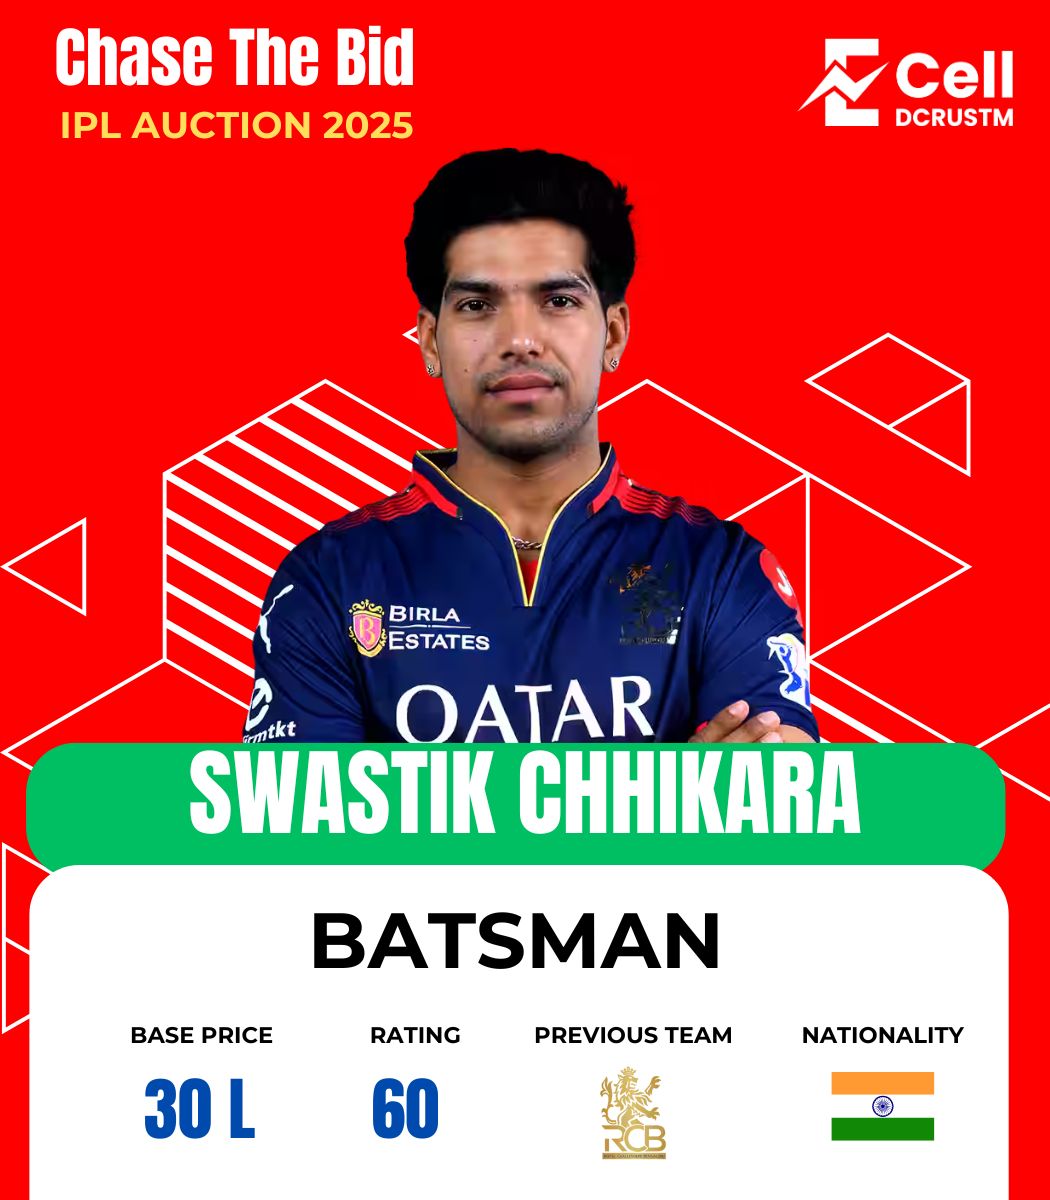 Chase The Bid
IPL AUCTION 2025
Cell
DCRUSTM
BIRLA
ESTATES
QATAR
SWASTIK CHHIKARA
BATSMAN
BASE PRICE
RATING
PREVIOUS TEAM
NATIONALITY
30 L
60
RCB